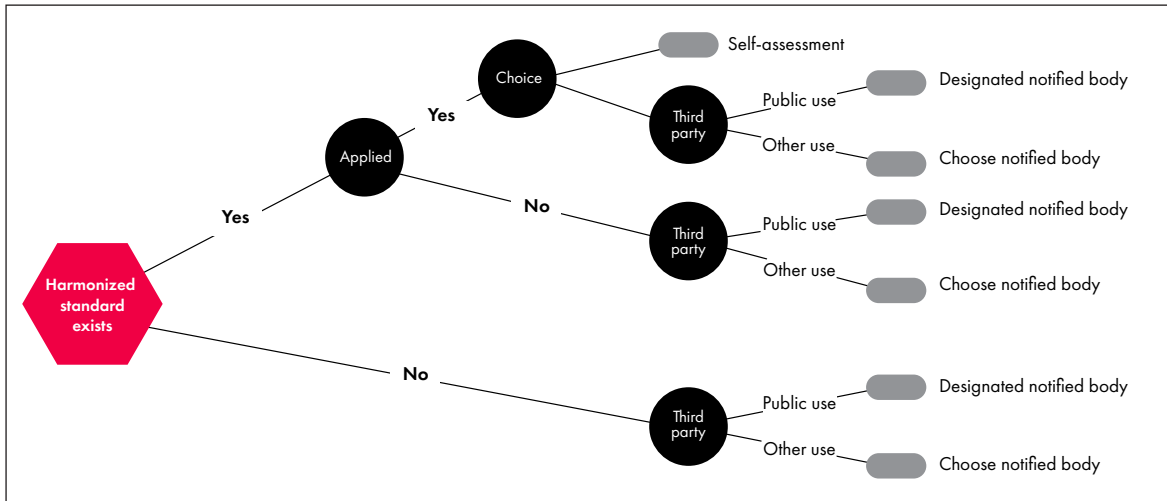 Self-assessment
Choice
Designated notified body
Public use
Third
party
Yes
Other use
Choose notified body
Applied
No
Designated notified body
Public use
Third
party
Yes
Other use
Choose notified body
Harmonized
standard
exists
No
Designated notified body
Public use
Third
party
Other use
Choose notified body